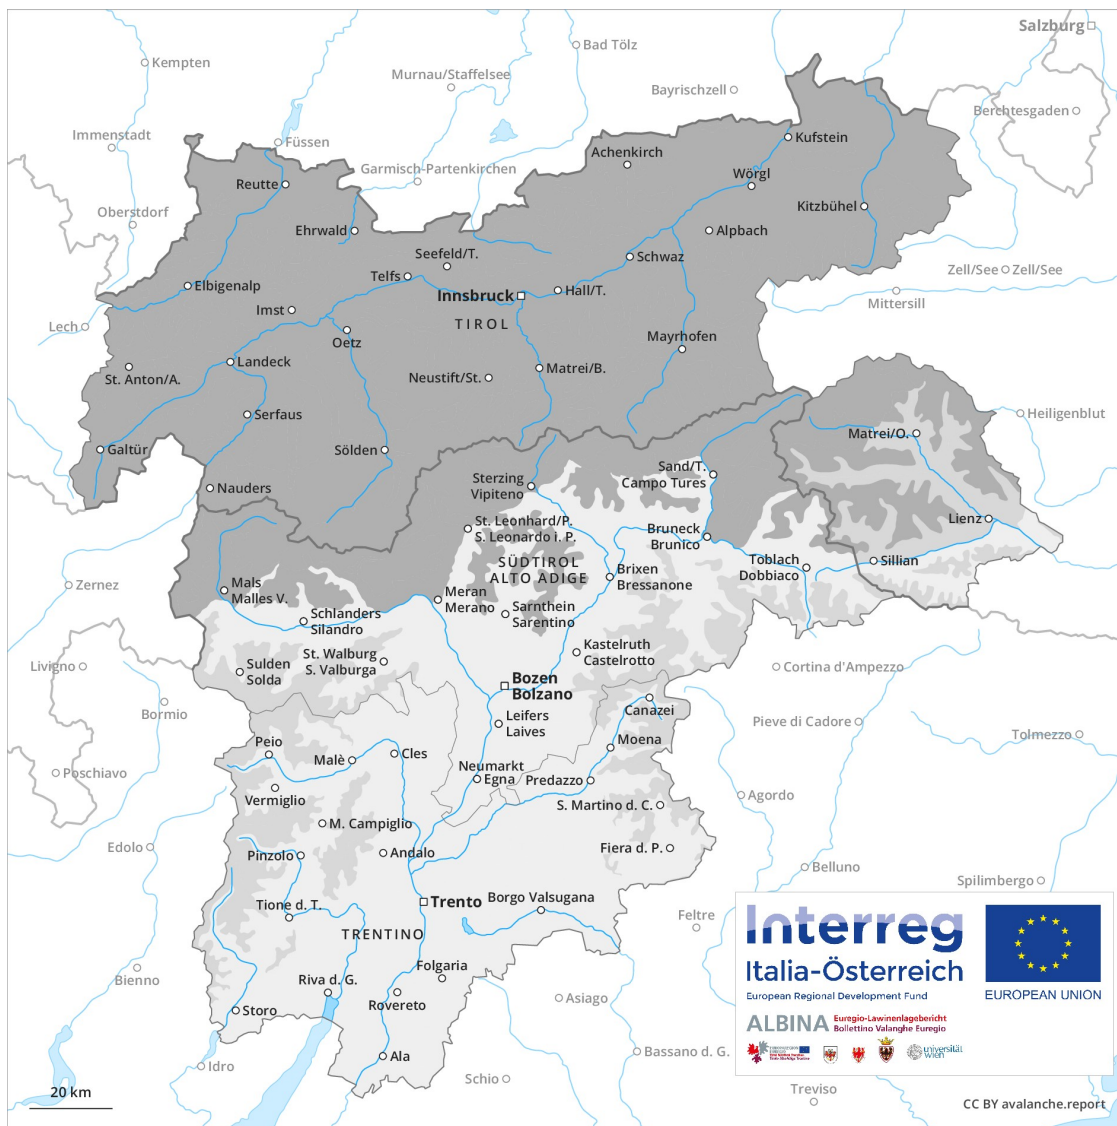 Salzburg
Bad Tölz
Kempten
Murnau/Staffelsee
Bayrischzell
Berchtesgaden
Immenstadt
Füssen
Kufstein
Achenkirch
Garmisch-Partenkirchen
Wörgl
Reutte
Oberstdorf
Kitzbühel
Ehrwald
Alpbach
Seefeld/T.
Schwaz
Telfs
Zell/See
Zell/See
Elbigenalp
Hall/T.
Innsbruck
Mittersill
Imst
TIROL
Lech
Oetz
Mayrhofen
Landeck
Matrei/B.
St. Anton/A.
Neustift/St.
Serfaus
Heiligenblut
Matrei/O.
Galtür
Sölden
Sand/T.
Campo Tures
Sterzing
Vipiteno
Nauders
St. Leonhard/P.
S. Leonardo i. P.
Lienz
Bruneck
Brunico
SÜDTIROL
ALTO ADIGE
Toblach
Dobbiaco
Sillian
Brixen
Bressanone
Zernez
Mals
Malles V.
Meran
Merano
Sarnthein
Sarentino
Schlanders
Silandro
Kastelruth
Castelrotto
St. Walburg
S. Valburga
Livigno
Sulden
Solda
Cortina d'Ampezzo
Bozen
Bolzano
Bormio
Canazei
Leifers
Laives
Pieve di Cadore
Tolmezzo
Moena
Peio
Cles
Malè
Poschiavo
Neumarkt
Egna
Predazzo
Vermiglio
Agordo
S. Martino d. C.
M. Campiglio
Edolo
Pinzolo
Andalo
Fiera d. P.
Belluno
Spilimbergo
Trento
Borgo Valsugana
Tione d. T.
Feltre
TRENTINO
Folgaria
Bienno
Riva d. G.
Rovereto
Asiago
Storo
Ala
Bassano d. G.
Idro
Schio
Treviso
20 km
Interreg
Italia-Österreich
European Regional Development Fund
EUROPEAN UNION
ALBINA
Euregio-Lawinenlagebericht
Bollettino Valanghe Euregio
universität
wien
CC BY avalanche.report